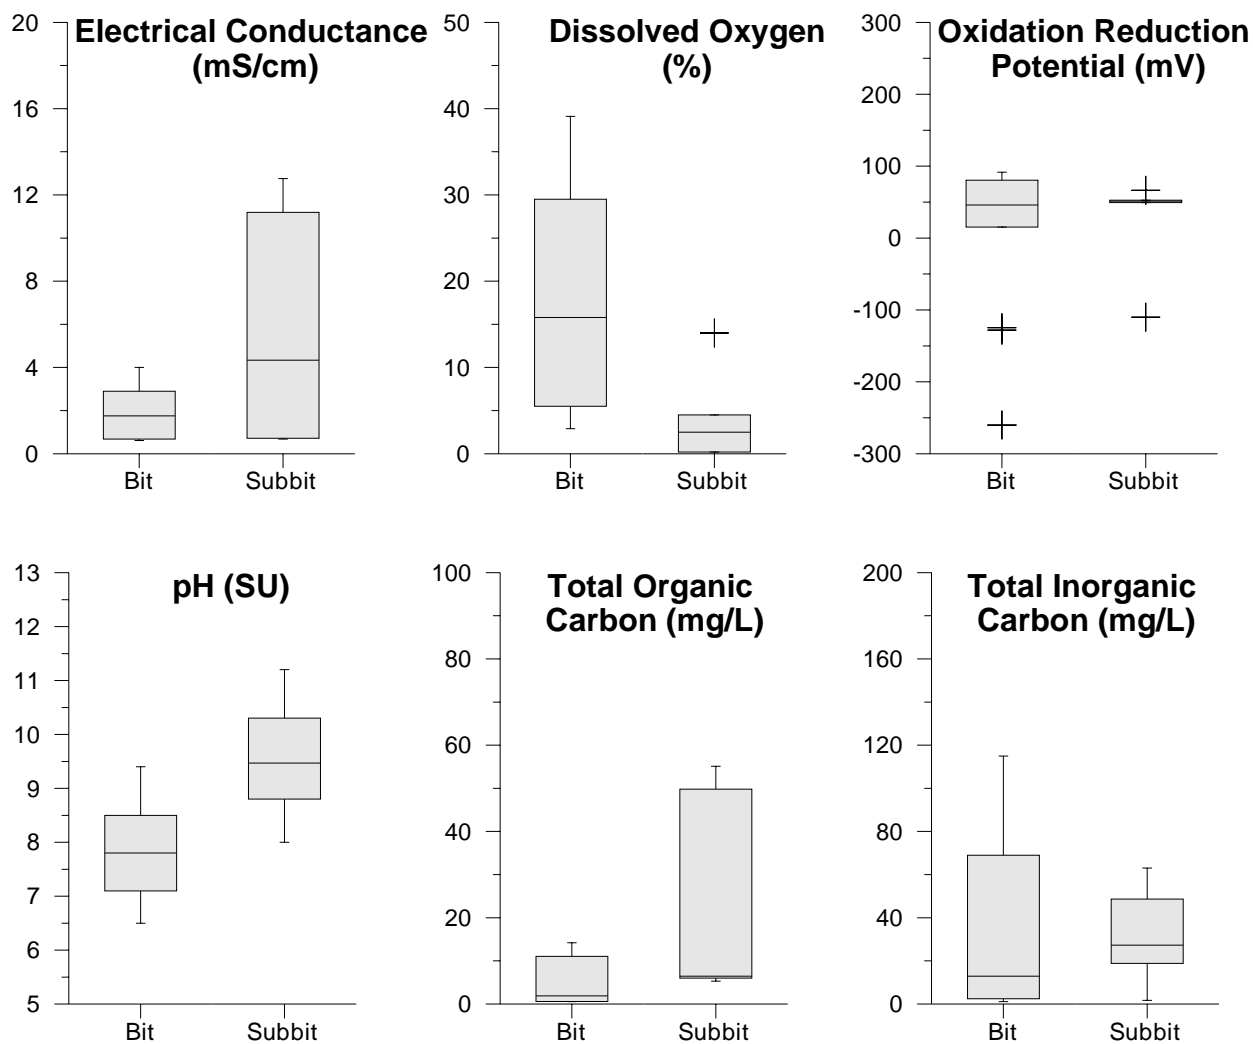 Electrical Conductance
(mS/cm)
20
16
12
8
4
0
Bit Subbit
Dissolved Oxygen
(%)
50
40
30
20
10
0
Bit Subbit
Oxidation Reduction
Potential (mV)
300
200
100
0
-100
-200
-300
Bit Subbit
pH (SU)
13
12
11
10
9
8
7
6
5
Bit Subbit
Total Organic
Carbon (mg/L)
100
80
60
40
20
0
Bit Subbit
Total Inorganic
Carbon (mg/L)
200
160
120
80
40
0
Bit Subbit